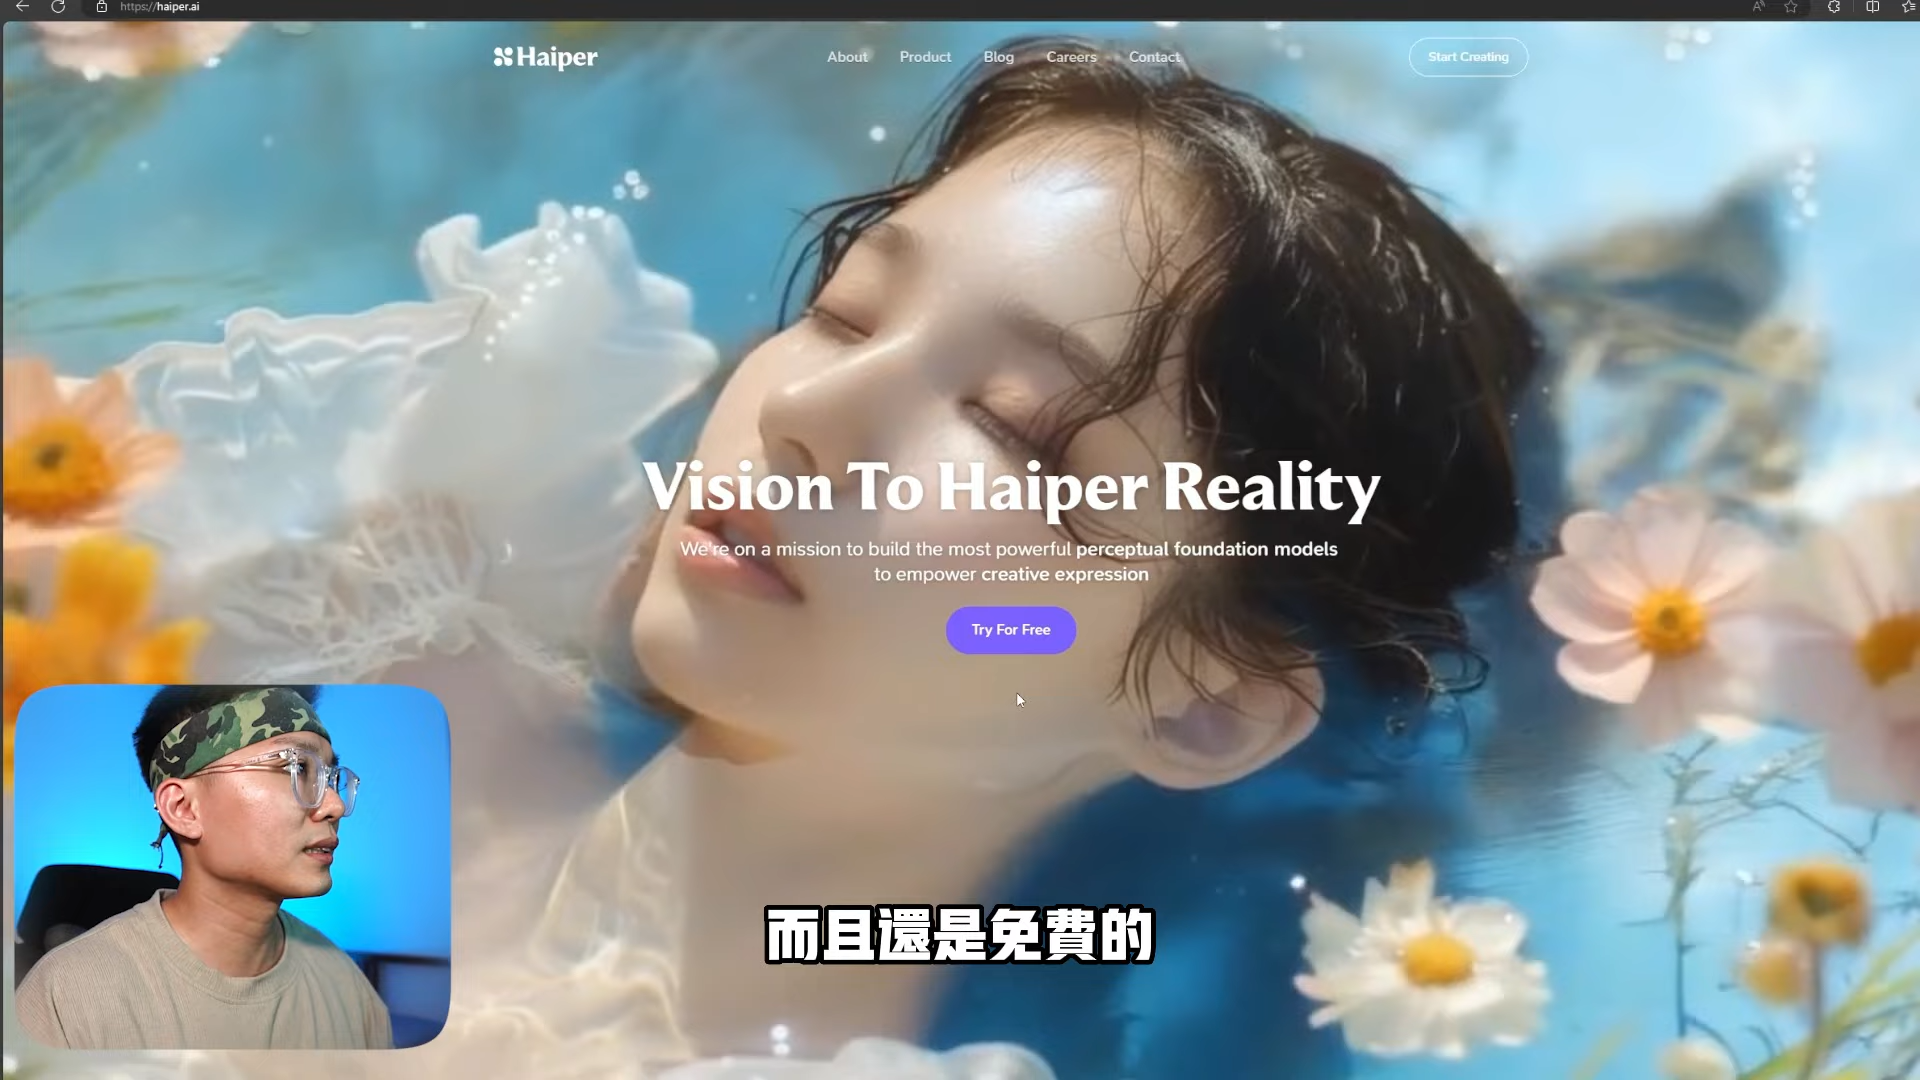 https://haiper.ai
Haiper
About
Product
Blog
Careers
Contact
Start Creating
Vision To Haiper Reality
We're on a mission to build the most powerful perceptual foundation models
to empower creative expression
Try For Free
而且還是免費的